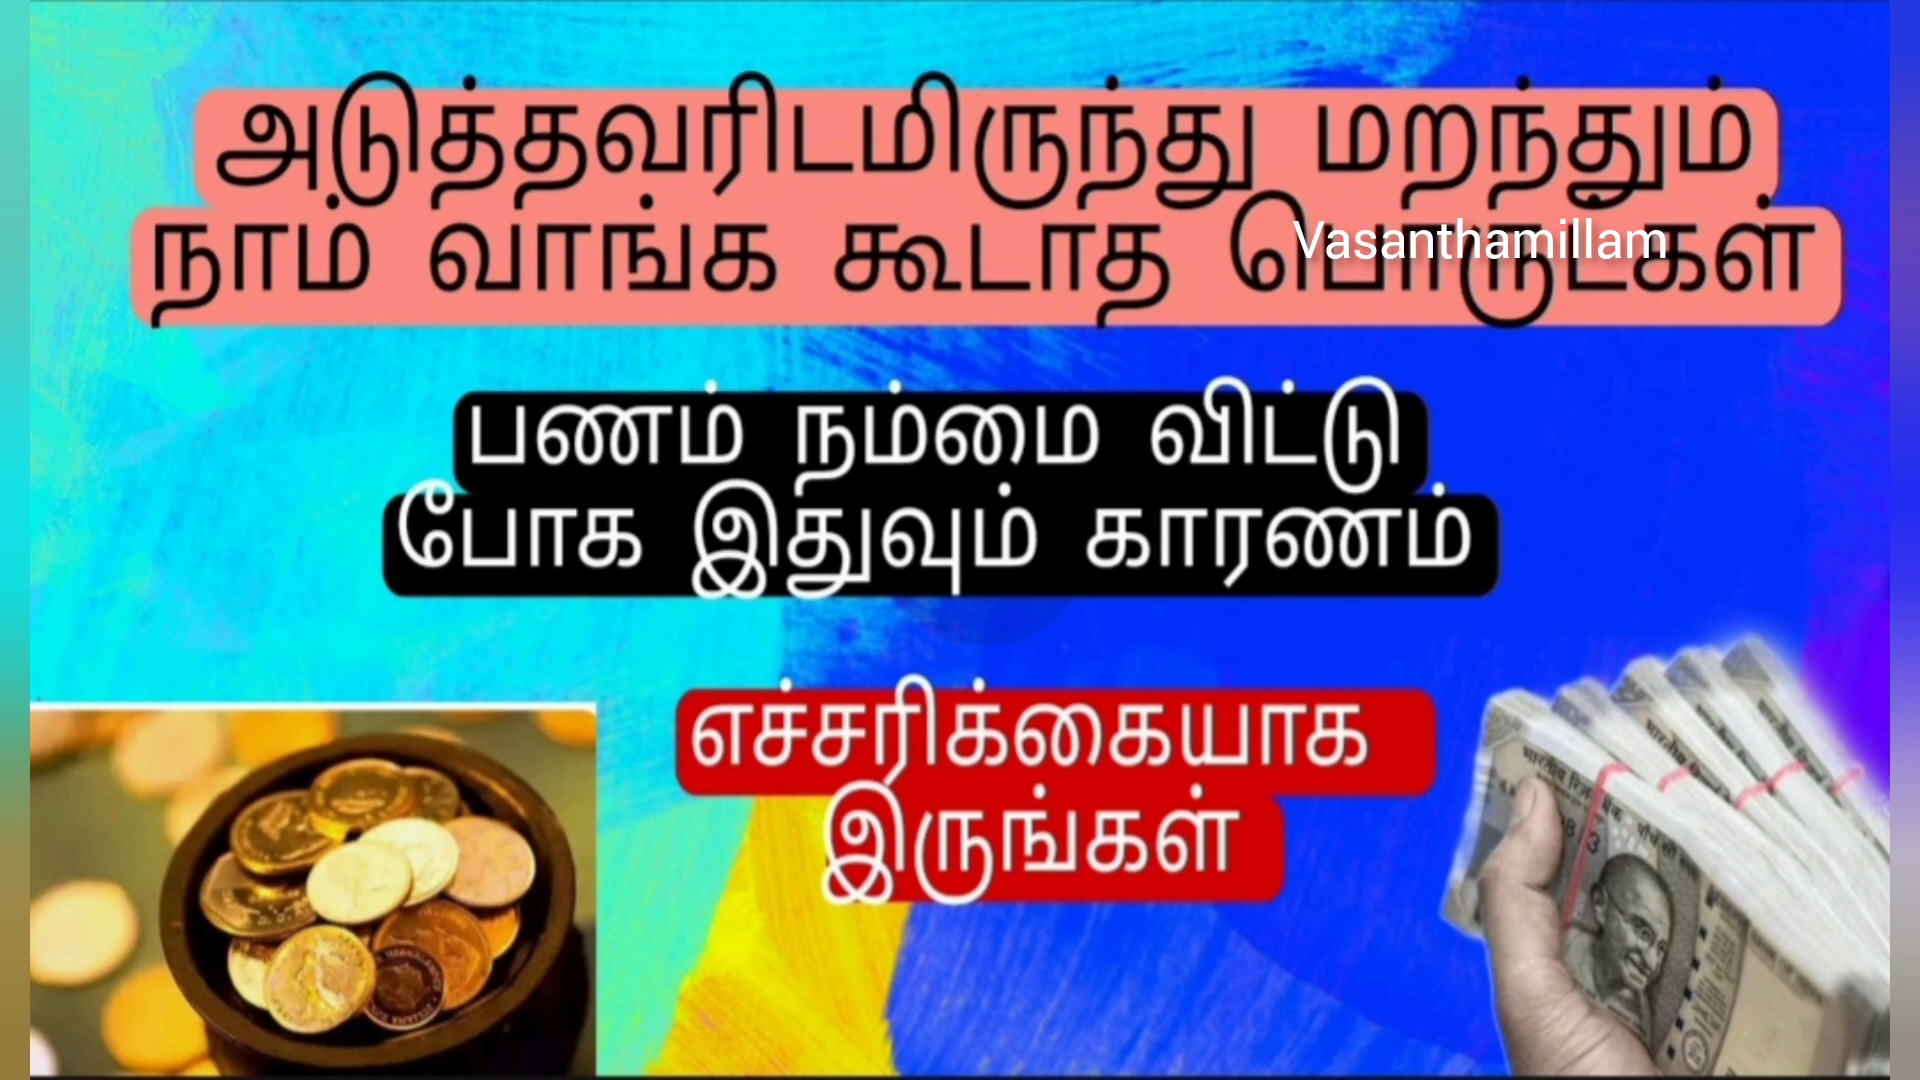 அடுத்தவரிடமிருந்து மறந்தும்
நாம் வாங்க கூடாத பொருட்கள்
Vasanthamillam
பணம் நம்மை விட்டு
போக இதுவும் காரணம்
எச்சரிக்கையாக
இருங்கள்